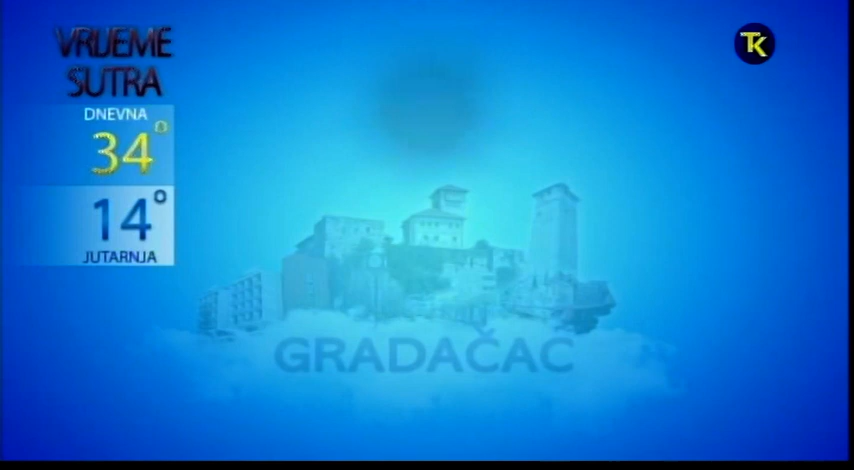 VRIJEME
SUTRA
TK
DNEVNA
34°
14°
JUTARNJA
GRADAČAC